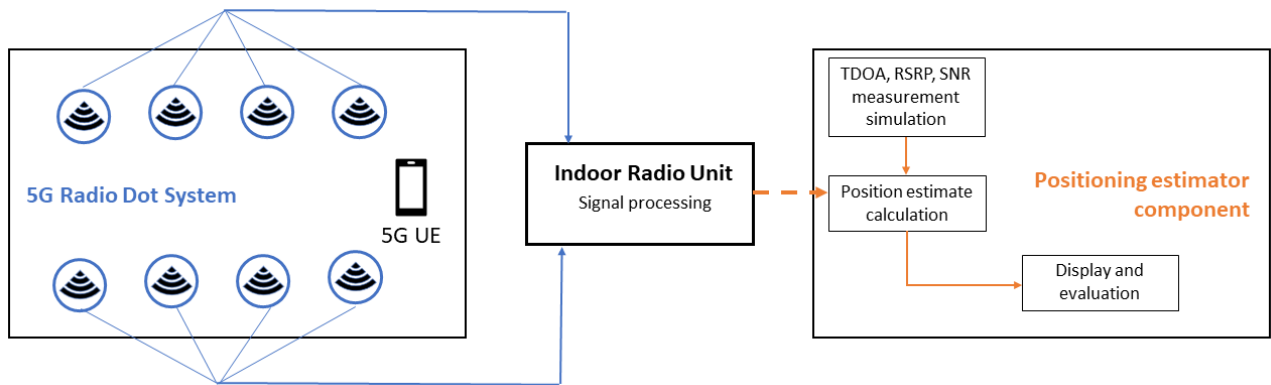 5G Radio Dot System
5G UE
Indoor Radio Unit
Signal processing
TDOA, RSRP, SNR
measurement
simulation
Position estimate
calculation
Positioning estimator
component
Display and
evaluation